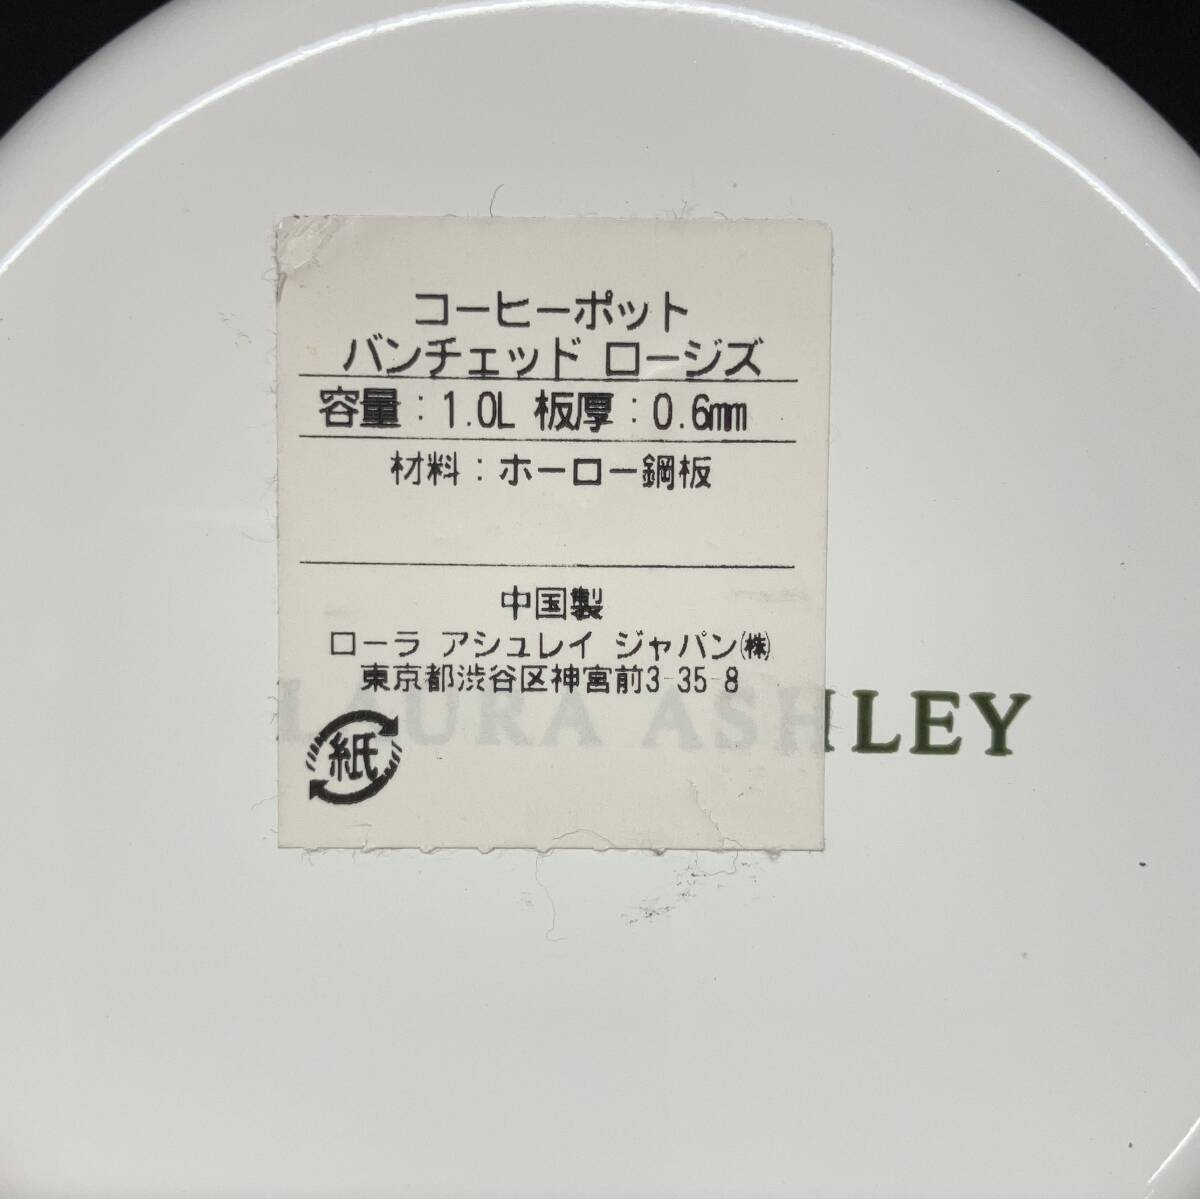 コーヒーポット
バンチェッド ロージズ
容量：1.0L 板厚：0.6mm
材料：ホーロー鋼板
中国製
ローラ アシュレイ ジャパン㈱
東京都渋谷区神宮前3-35-8
LAURA ASHLEY
紙